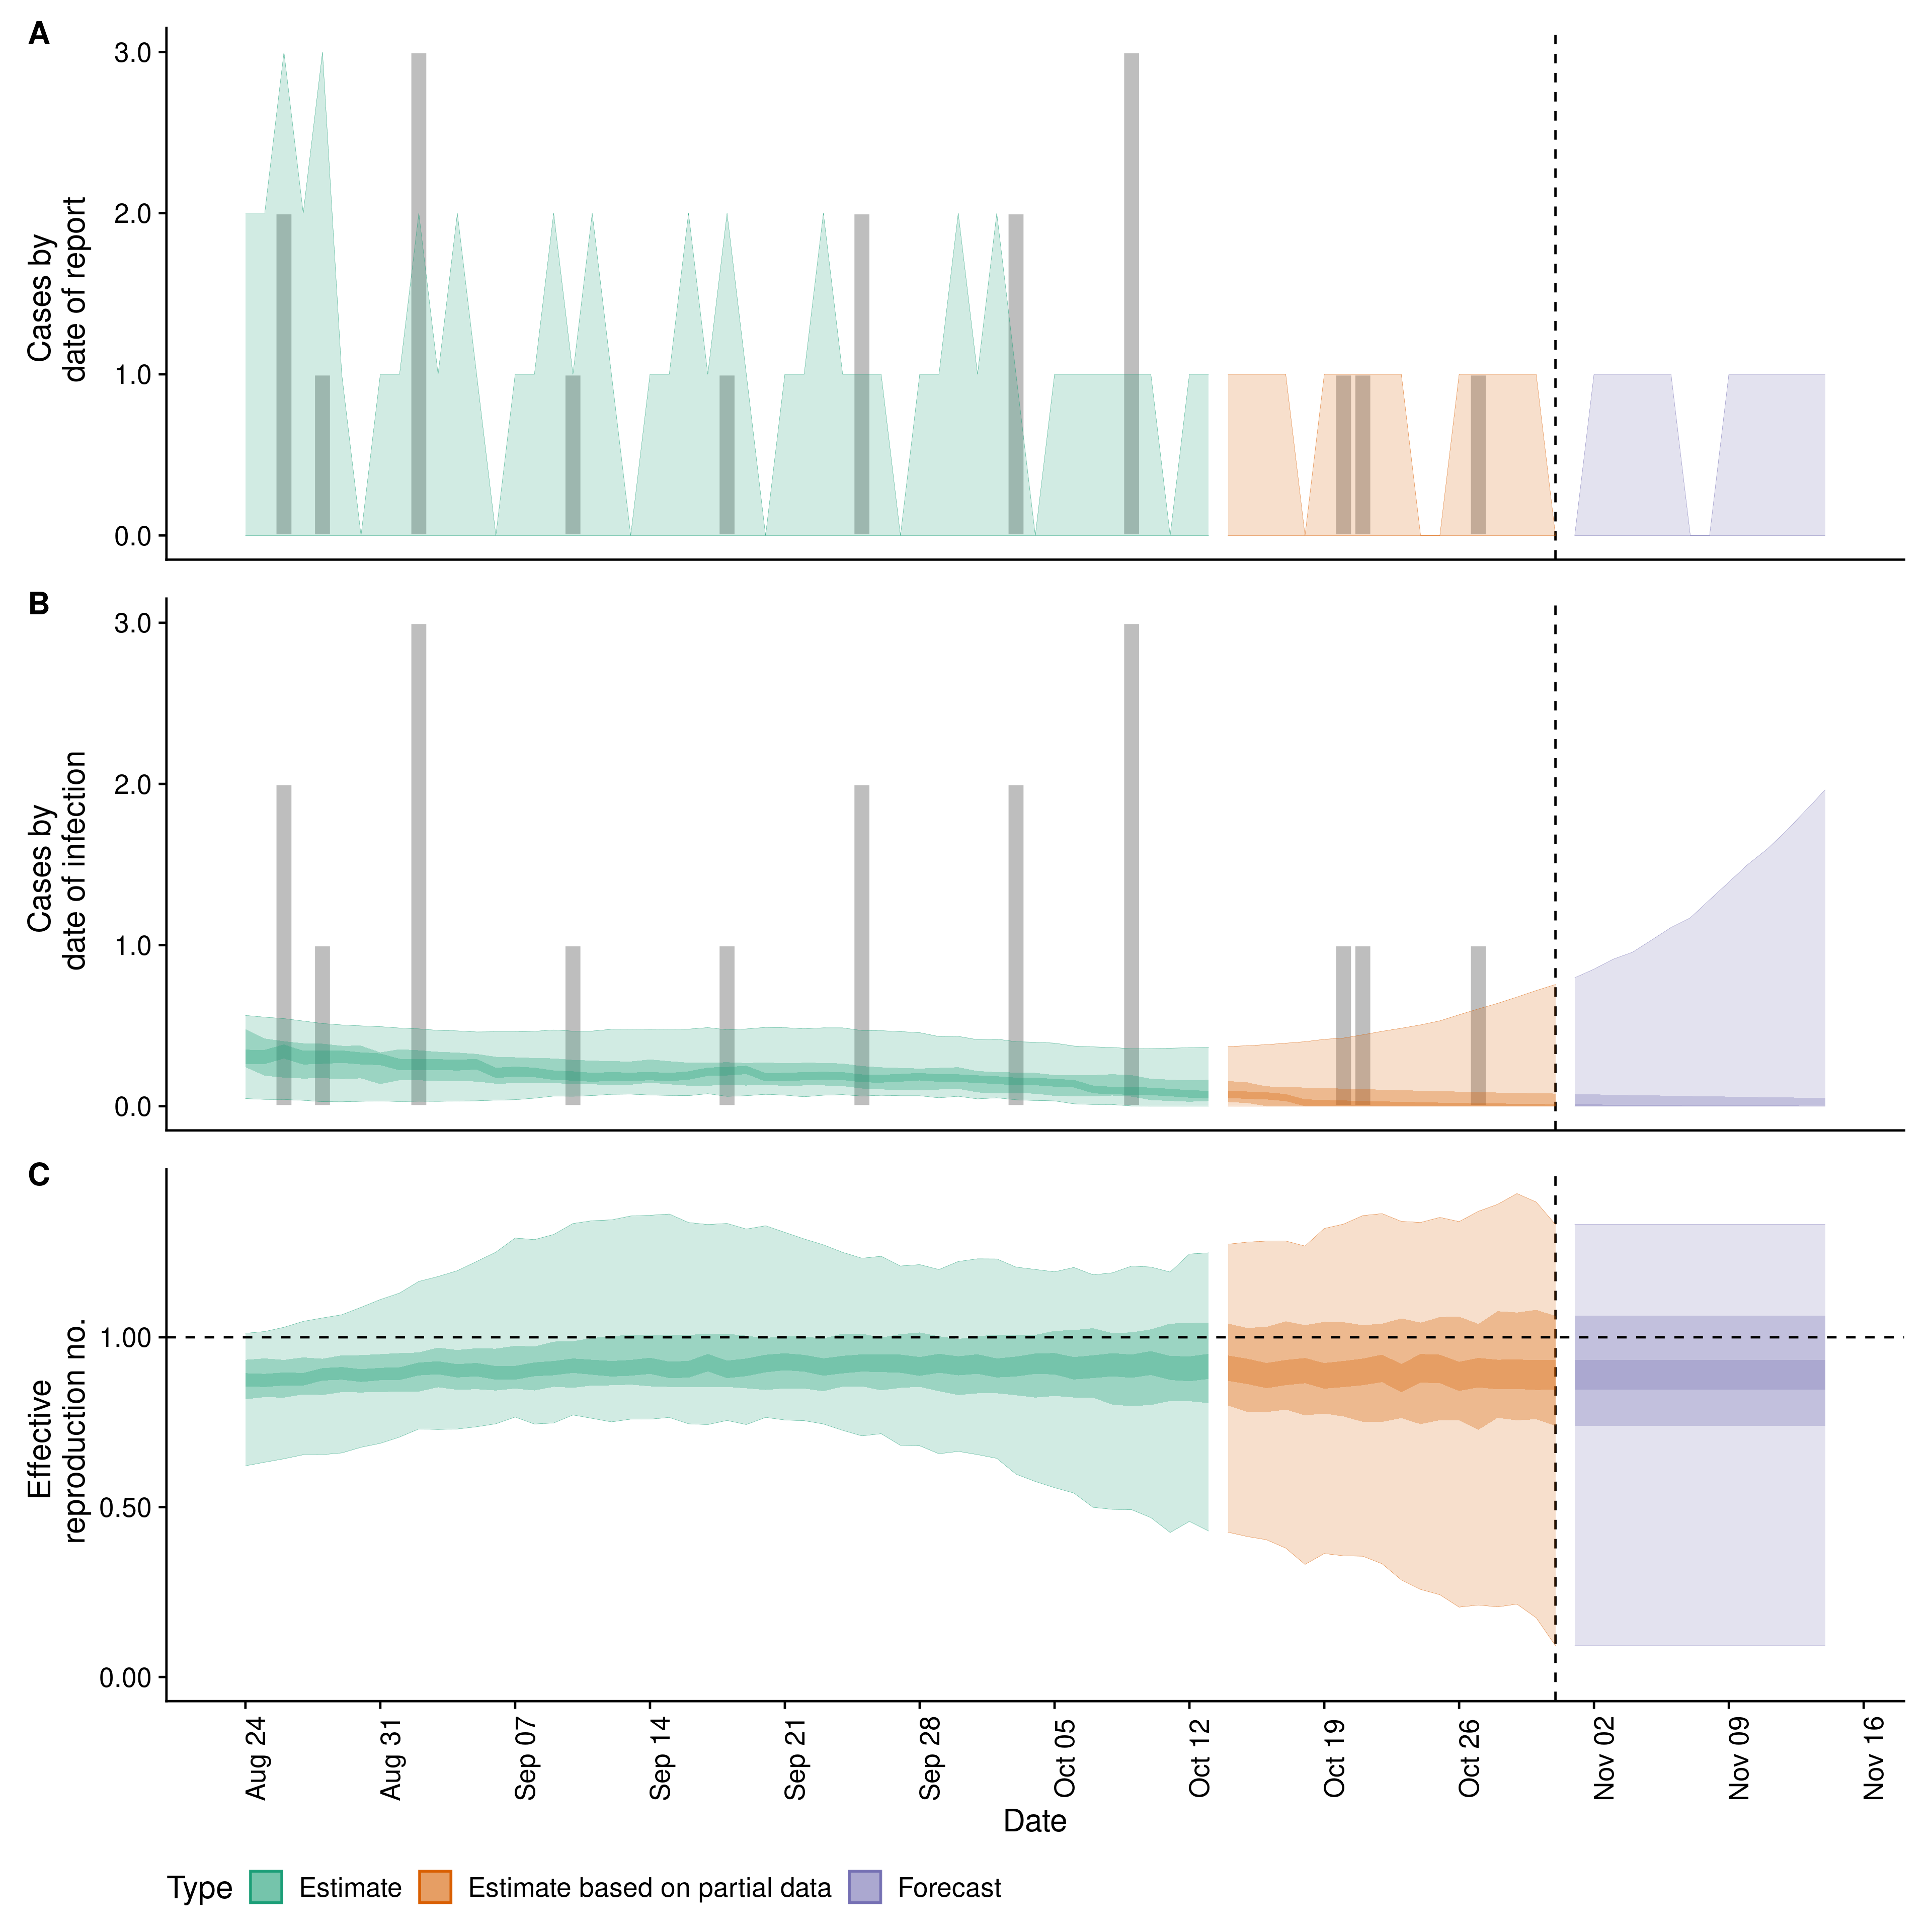 A
3.0
2.0
1.0
0.0
Cases by
date of report
B
3.0
2.0
1.0
0.0
Cases by
date of infection
C
1.00
0.50
0.00
Effective
reproduction no.
Aug 24
Aug 31
Sep 07
Sep 14
Sep 21
Sep 28
Oct 05
Oct 12
Oct 19
Oct 26
Nov 02
Nov 09
Nov 16
Date
Type Estimate Estimate based on partial data Forecast